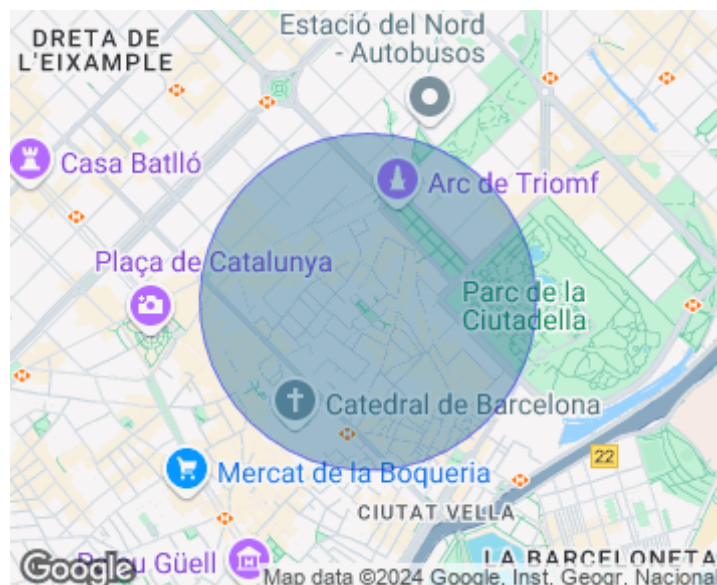 DRETA DE
L'EIXAMPLE
Estació del Nord
- Autobusos
Casa Batlló
Arc de Triomf
Plaça de Catalunya
Parc de la
Ciutadella
Catedral de Barcelona
22
Mercat de la Boqueria
CIUTAT VELLA
LA BARCELONETA
Güell
Google
Map data ©2024 Google, Inst. Geogr. Nacional